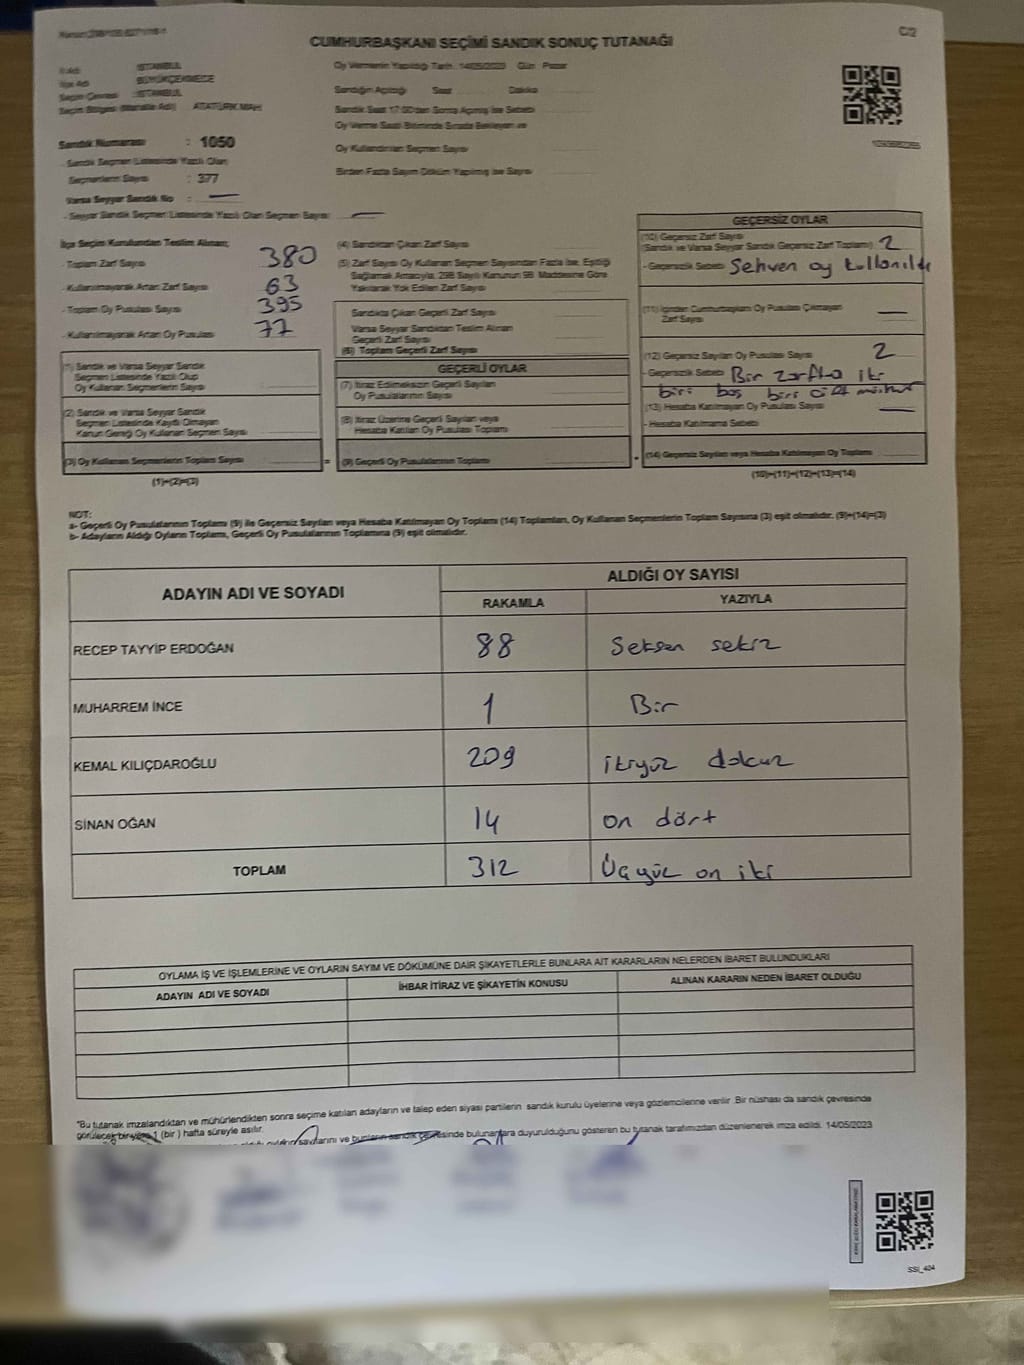 C/2
CUMHURBAŞKANI SEÇİMİ SANDIK SONUÇ TUTANAĞI
İli Adı : İSTANBUL
İlçe Adı : BÜYÜKÇEKMECE
Seçim Çevresi : İSTANBUL
Seçim Bölgesi (Mahalle Adı) : ATATÜRK MAH.
Sandık Numarası : 1050
- Sandık Seçmen Listesinde Yazılı Olan
Seçmenlerin Sayısı : 377
Varsa Seyyar Sandık No : —
- Seyyar Sandık Seçmen Listesinde Yazılı Olan Seçmen Sayısı : —
Oy Vermenin Yapıldığı Tarih : 14/05/2023 Gün : Pazar
Sandığın Açıldığı Saat Dakika
Sandık Saat 17:00'den Sonra Açılmış İse Sebebi
Oy Verme Saati Bitiminde Sırada Bekleyen ve
Oy Kullandırılan Seçmen Sayısı
Birden Fazla Sayım Döküm Yapılmış İse Sayısı
İlçe Seçim Kurulundan Teslim Alınan;
- Toplam Zarf Sayısı 380
- Kullanılmayarak Artan Zarf Sayısı 63
- Toplam Oy Pusulası Sayısı 395
- Kullanılmayarak Artan Oy Pusulası 77
(1) Sandık ve Varsa Seyyar Sandık
Seçmen Listesinde Yazılı Olup
Oy Kullanan Seçmenlerin Sayısı
(2) Sandık ve Varsa Seyyar Sandık
Seçmen Listesinde Kaydı Olmayan
Kanun Gereği Oy Kullanan Seçmen Sayısı
(3) Oy Kullanan Seçmenlerin Toplam Sayısı
(1)+(2)=(3)
(4) Sandıktan Çıkan Zarf Sayısı
(5) Zarf Sayısı Oy Kullanan Seçmen Sayısından Fazla ise, Eşitliği
Sağlamak Amacıyla, 298 Sayılı Kanunun 98. Maddesine Göre
Yakılarak Yok Edilen Zarf Sayısı
Sandıkta Çıkan Geçerli Zarf Sayısı
Varsa Seyyar Sandıktan Teslim Alınan
Geçerli Zarf Sayısı
(6) Toplam Geçerli Zarf Sayısı
GEÇERLİ OYLAR
(7) İtiraz Edilmeksizin Geçerli Sayılan
Oy Pusulalarının Sayısı
(8) İtiraz Üzerine Geçerli Sayılan veya
Hesaba Katılan Oy Pusulası Toplamı
(9) Geçerli Oy Pusulalarının Toplamı
GEÇERSİZ OYLAR
(10) Geçersiz Zarf Sayısı
(Sandık ve Varsa Seyyar Sandık Geçersiz Zarf Toplamı) 2
- Geçersizlik Sebebi Sehven oy kullanıldı
(11) İçinden Cumhurbaşkanı Oy Pusulası Çıkmayan
Zarf Sayısı —
(12) Geçersiz Sayılan Oy Pusulası Sayısı 2
- Geçersizlik Sebebi Bir zarfta iki
biri boş biri çift mühür
(13) Hesaba Katılmayan Oy Pusulası Sayısı —
- Hesaba Katılmama Sebebi
(14) Geçersiz Sayılan veya Hesaba Katılmayan Oy Toplamı
(10)+(11)+(12)+(13)=(14)
NOT:
a- Geçerli Oy Pusulalarının Toplamı (9) ile Geçersiz Sayılan veya Hesaba Katılmayan Oy Toplamı (14) Toplamları, Oy Kullanan Seçmenlerin Toplam Sayısına (3) eşit olmalıdır. (9)+(14)=(3)
b- Adayların Aldığı Oyların Toplamı, Geçerli Oy Pusulalarının Toplamına (9) eşit olmalıdır.
ADAYIN ADI VE SOYADI ALDIĞI OY SAYISI
RAKAMLA YAZIYLA
RECEP TAYYİP ERDOĞAN 88 Seksen sekiz
MUHARREM İNCE 1 Bir
KEMAL KILIÇDAROĞLU 209 ikiyüz dokuz
SİNAN OĞAN 14 on dört
TOPLAM 312 Üçyüz on iki
OYLAMA İŞ VE İŞLEMLERİNE VE OYLARIN SAYIM VE DÖKÜMÜNE DAİR ŞİKAYETLERLE BUNLARA AİT KARARLARIN NELERDEN İBARET BULUNDUKLARI
ADAYIN ADI VE SOYADI İHBAR İTİRAZ VE ŞİKAYETİN KONUSU ALINAN KARARIN NEDEN İBARET OLDUĞU
"Bu tutanak imzalandıktan ve mühürlendikten sonra seçime katılan adayların ve talep eden siyasi partilerin sandık kurulu üyelerine veya gözlemcilerine verilir. Bir nüshası da sandık çevresinde
görülecek bir yere 1 (bir) hafta süreyle asılır.
oyların sayılarını ve bunların sandık çevresinde bulunanlara duyurulduğunu gösteren bu tutanak tarafımızdan düzenlenerek imza edildi. 14/05/2023
SSI_404